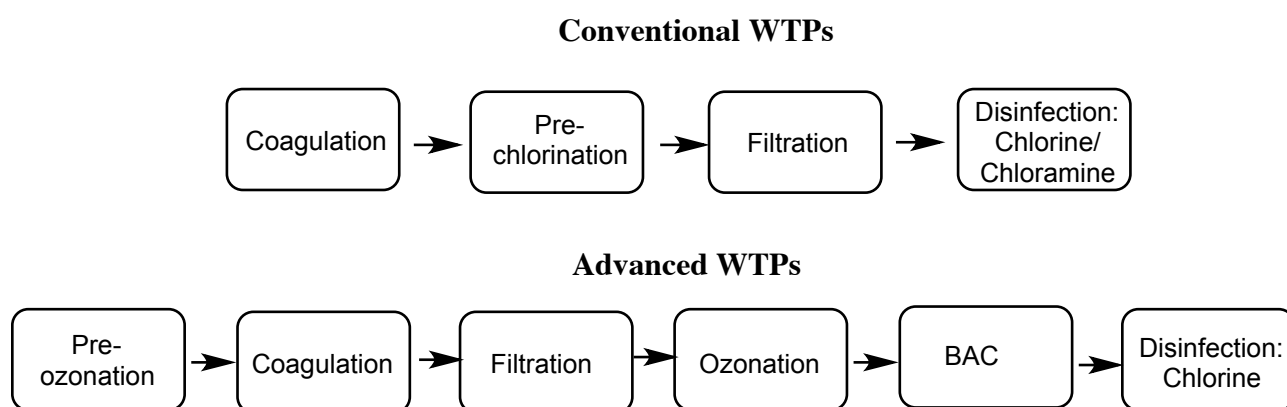 Conventional WTPs
Coagulation
Pre-
chlorination
Filtration
Disinfection:
Chlorine/
Chloramine
Advanced WTPs
Pre-
ozonation
Coagulation
Filtration
Ozonation
BAC
Disinfection:
Chlorine